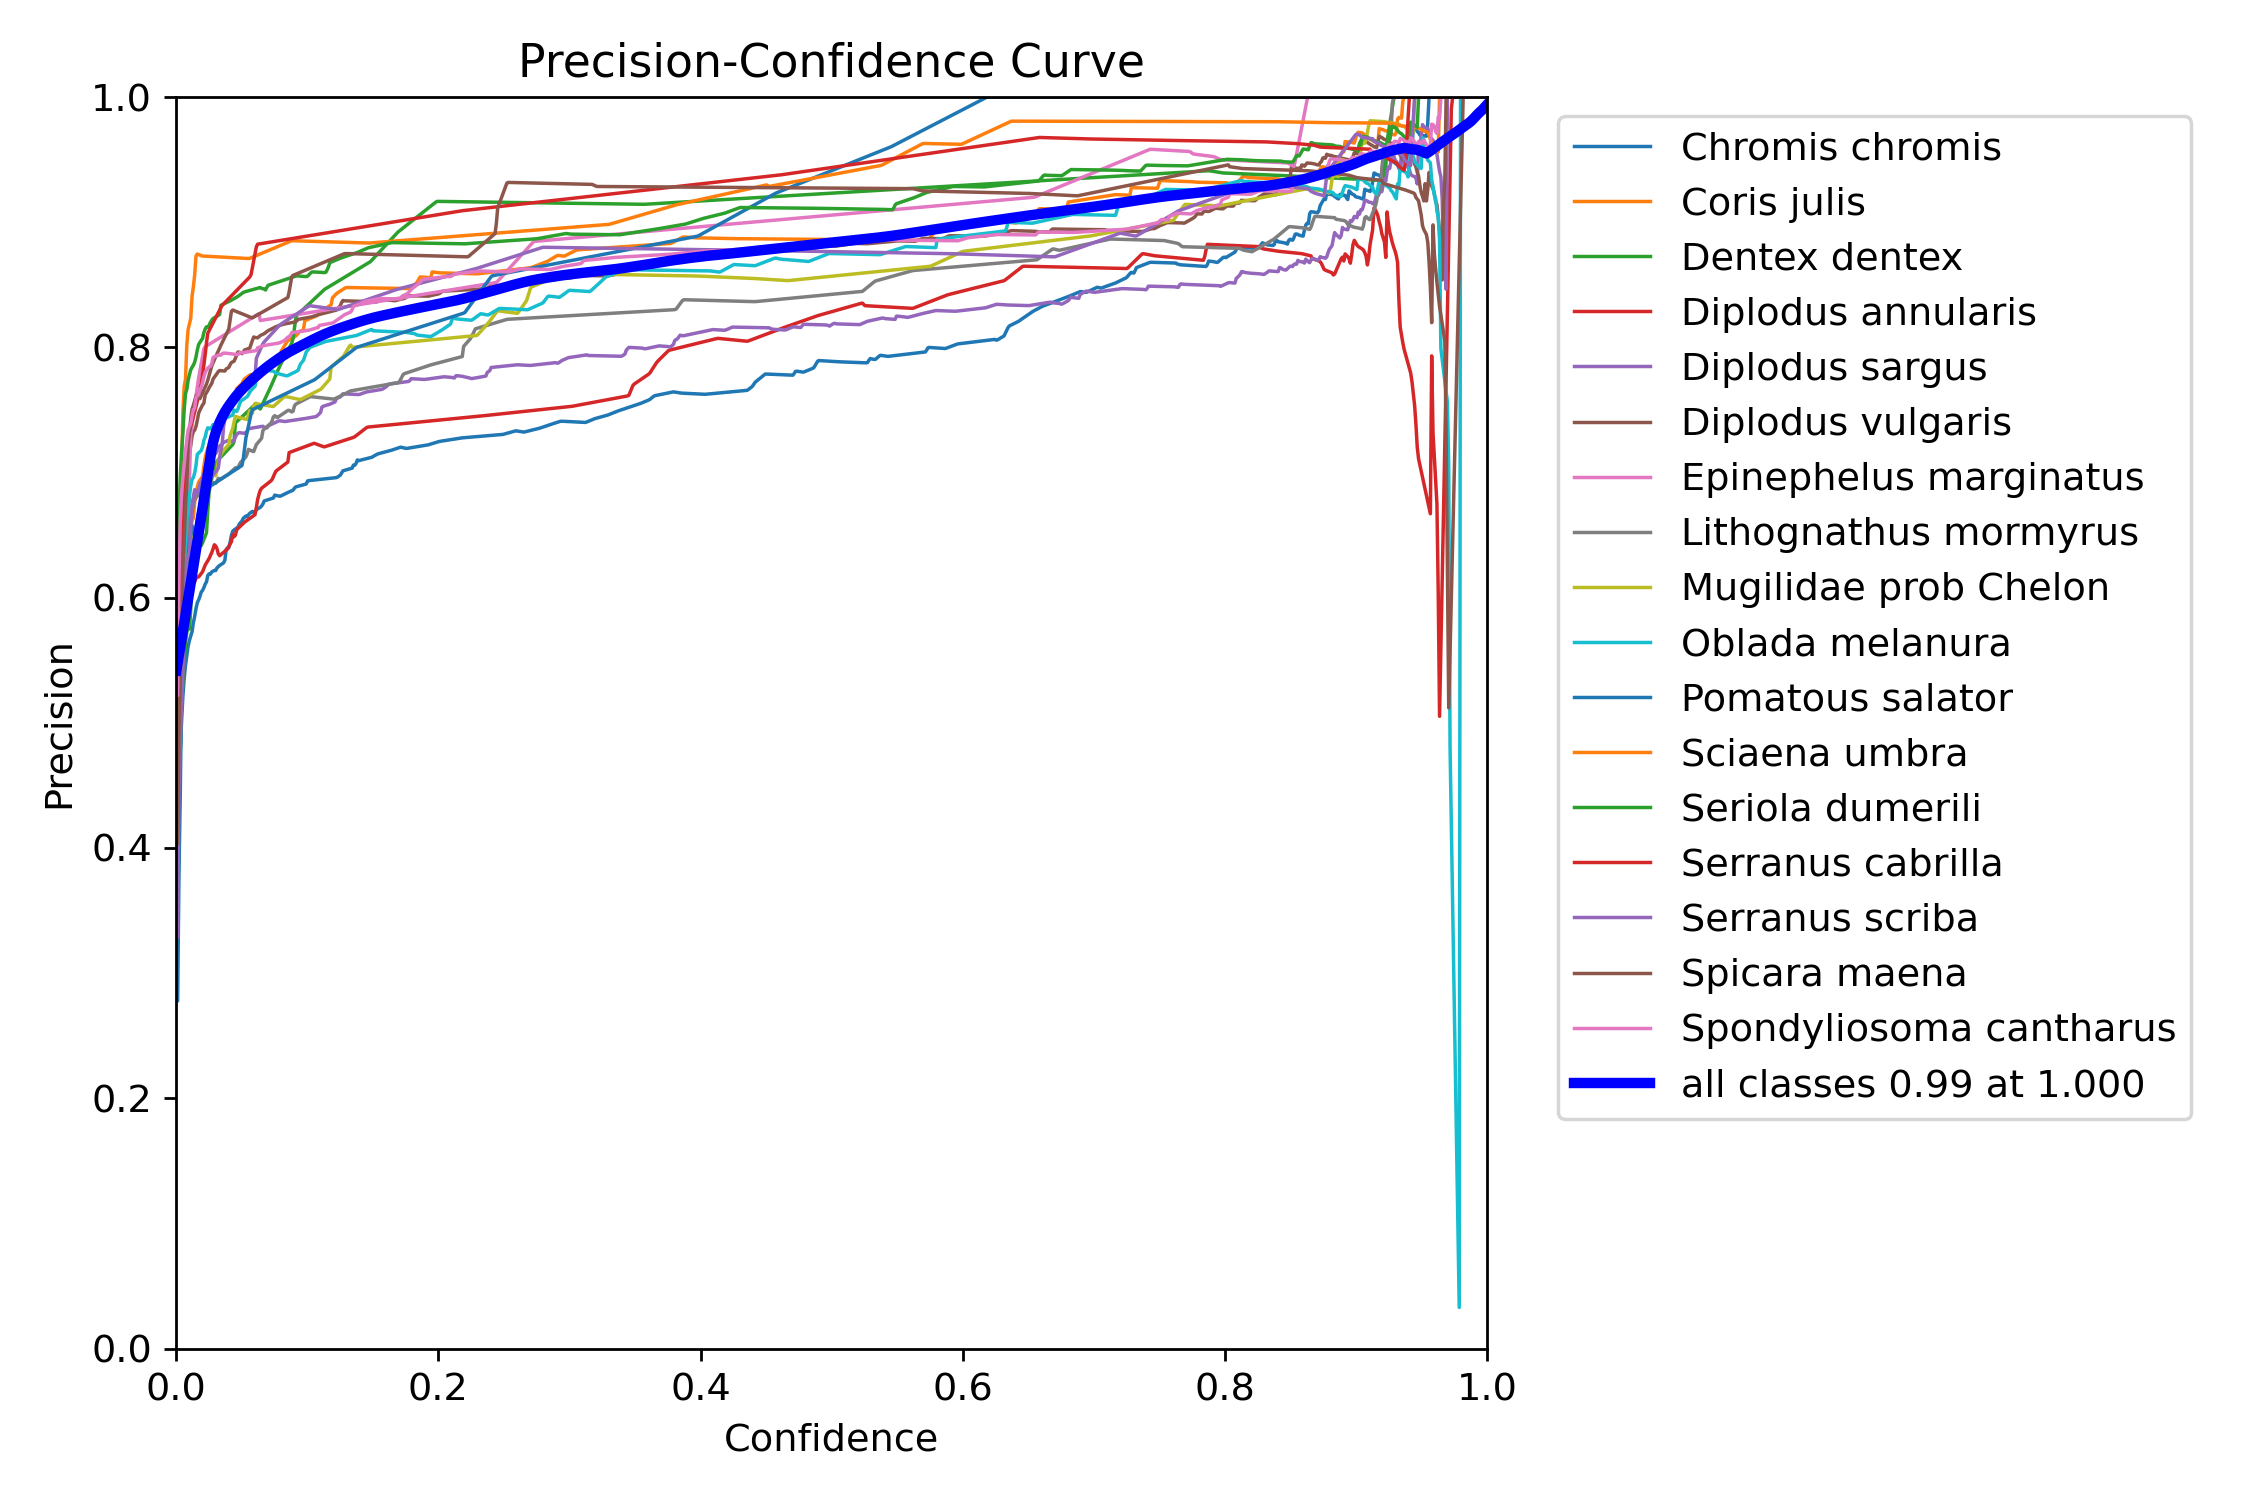 Precision-Confidence Curve
1.0
0.8
0.6
0.4
0.2
0.0
Precision
0.0 0.2 0.4 0.6 0.8 1.0
Confidence
Chromis chromis
Coris julis
Dentex dentex
Diplodus annularis
Diplodus sargus
Diplodus vulgaris
Epinephelus marginatus
Lithognathus mormyrus
Mugilidae prob Chelon
Oblada melanura
Pomatous salator
Sciaena umbra
Seriola dumerili
Serranus cabrilla
Serranus scriba
Spicara maena
Spondyliosoma cantharus
all classes 0.99 at 1.000